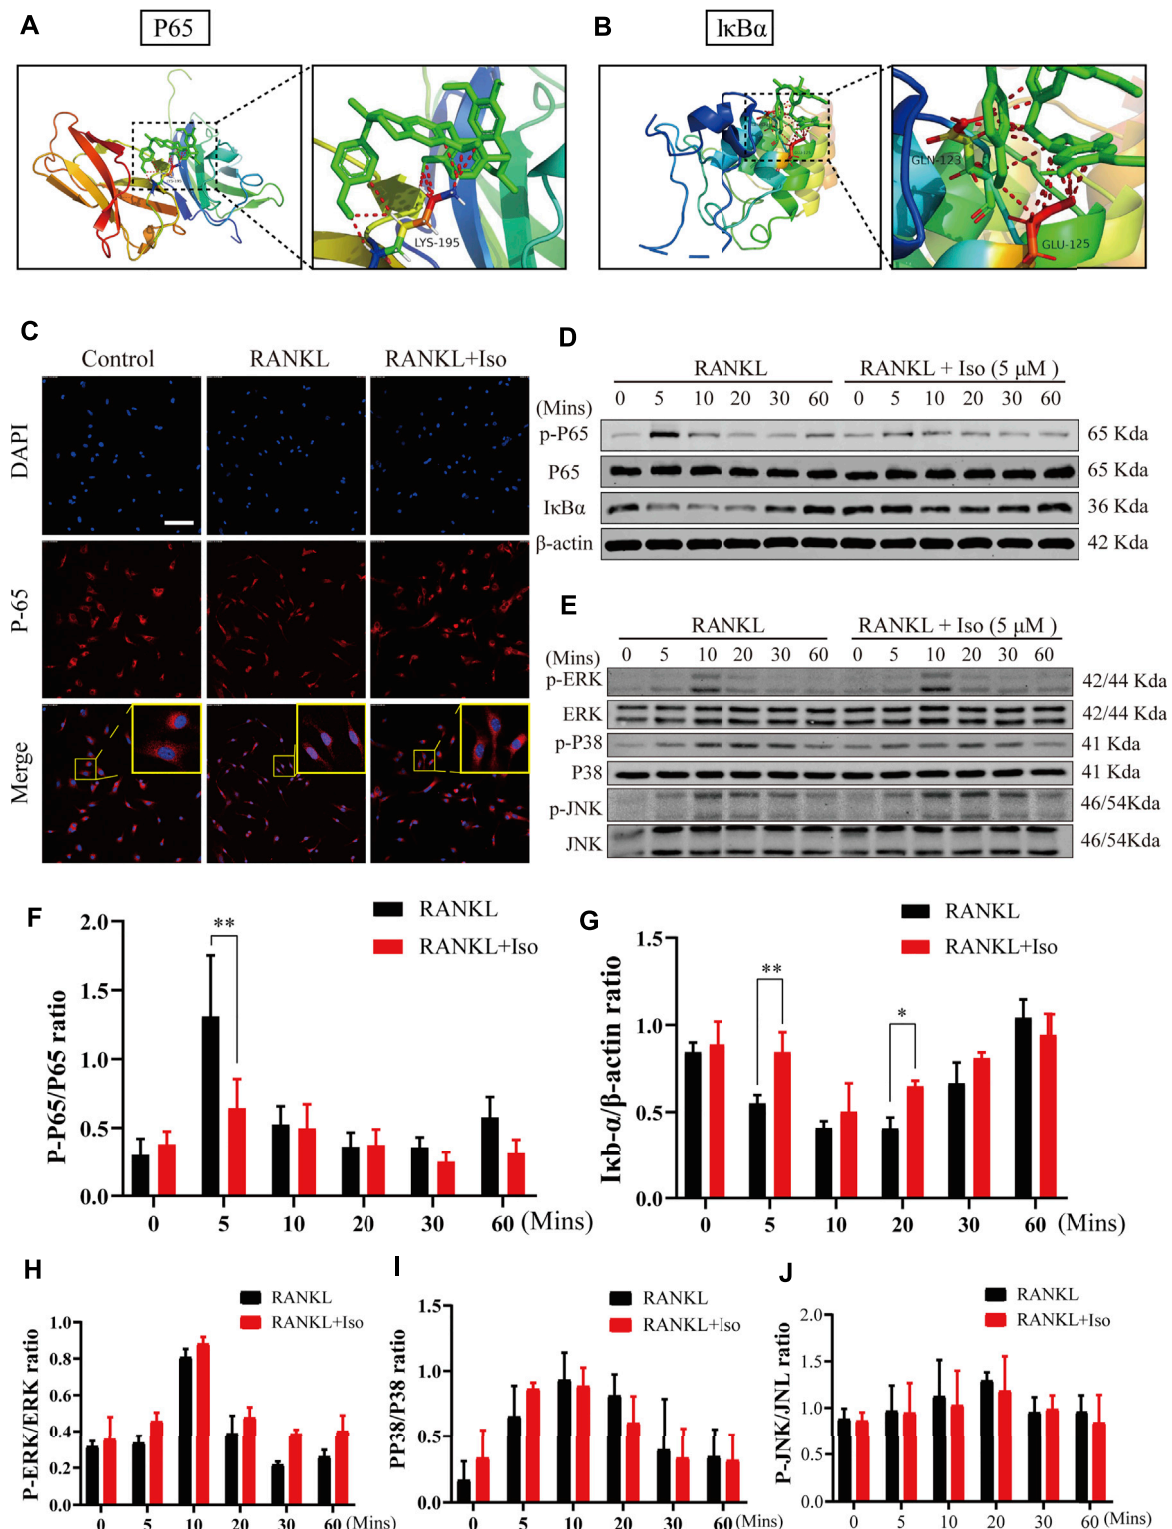 A
P65
B
IκBα
LYS-195
GLN-123
GLU-125
C
Control
RANKL
RANKL+Iso
DAPI
P-65
Merge
D
RANKL
RANKL + Iso (5 μM )
(Mins)
0 5 10 20 30 60 0 5 10 20 30 60
p-P65 65 Kda
P65 65 Kda
IκBα 36 Kda
β-actin 42 Kda
E
RANKL
RANKL + Iso (5 μM )
(Mins)
0 5 10 20 30 60 0 5 10 20 30 60
p-ERK 42/44 Kda
ERK 42/44 Kda
p-P38 41 Kda
P38 41 Kda
p-JNK 46/54Kda
JNK 46/54Kda
F
RANKL
RANKL+Iso
P-P65/P65 ratio
2.0
1.5
1.0
0.5
0.0
**
0 5 10 20 30 60 (Mins)
G
RANKL
RANKL+Iso
Iκb-α/β-actin ratio
1.5
1.0
0.5
0.0
**
*
0 5 10 20 30 60 (Mins)
H
RANKL
RANKL+Iso
P-ERK/ERK ratio
1.0
0.8
0.6
0.4
0.2
0.0
0 5 10 20 30 60 (Mins)
I
RANKL
RANKL+Iso
PP38/P38 ratio
1.5
1.0
0.5
0.0
0 5 10 20 30 60 (Mins)
J
RANKL
RANKL+Iso
P-JNK/JNL ratio
2.0
1.5
1.0
0.5
0.0
0 5 10 20 30 60 (Mins)